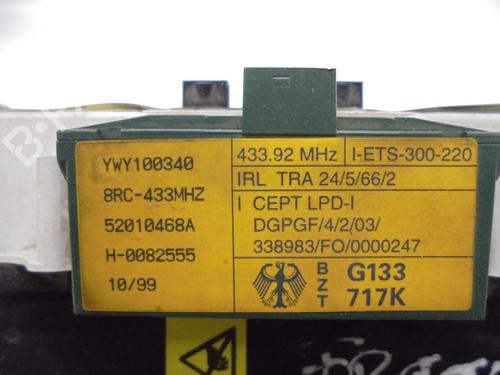 YWY100340
8RC-433MHZ
52010468A
H-0082555
10/99
433.92 MHz I-ETS-300-220
IRL TRA 24/5/66/2
I CEPT LPD-I
DGPGF/4/2/03/
338983/FO/0000247
BZT G133
717K